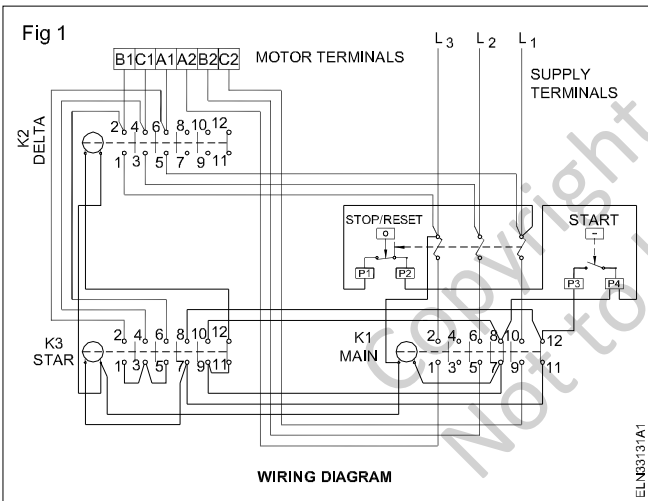 Fig 1
L 3 L 2 L 1
B1 C1 A1 A2 B2 C2 MOTOR TERMINALS
SUPPLY
TERMINALS
K2
DELTA
2 4 6 8 10 12
1 3 5 7 9 11
STOP/RESET
START
O
P1 P2
P3 P4
K3
STAR
2 4 6 8 10 12
1 3 5 7 9 11
K1
MAIN
2 4 6 8 10 12
1 3 5 7 9 11
WIRING DIAGRAM
ELN33131A1
Copyright
Not to